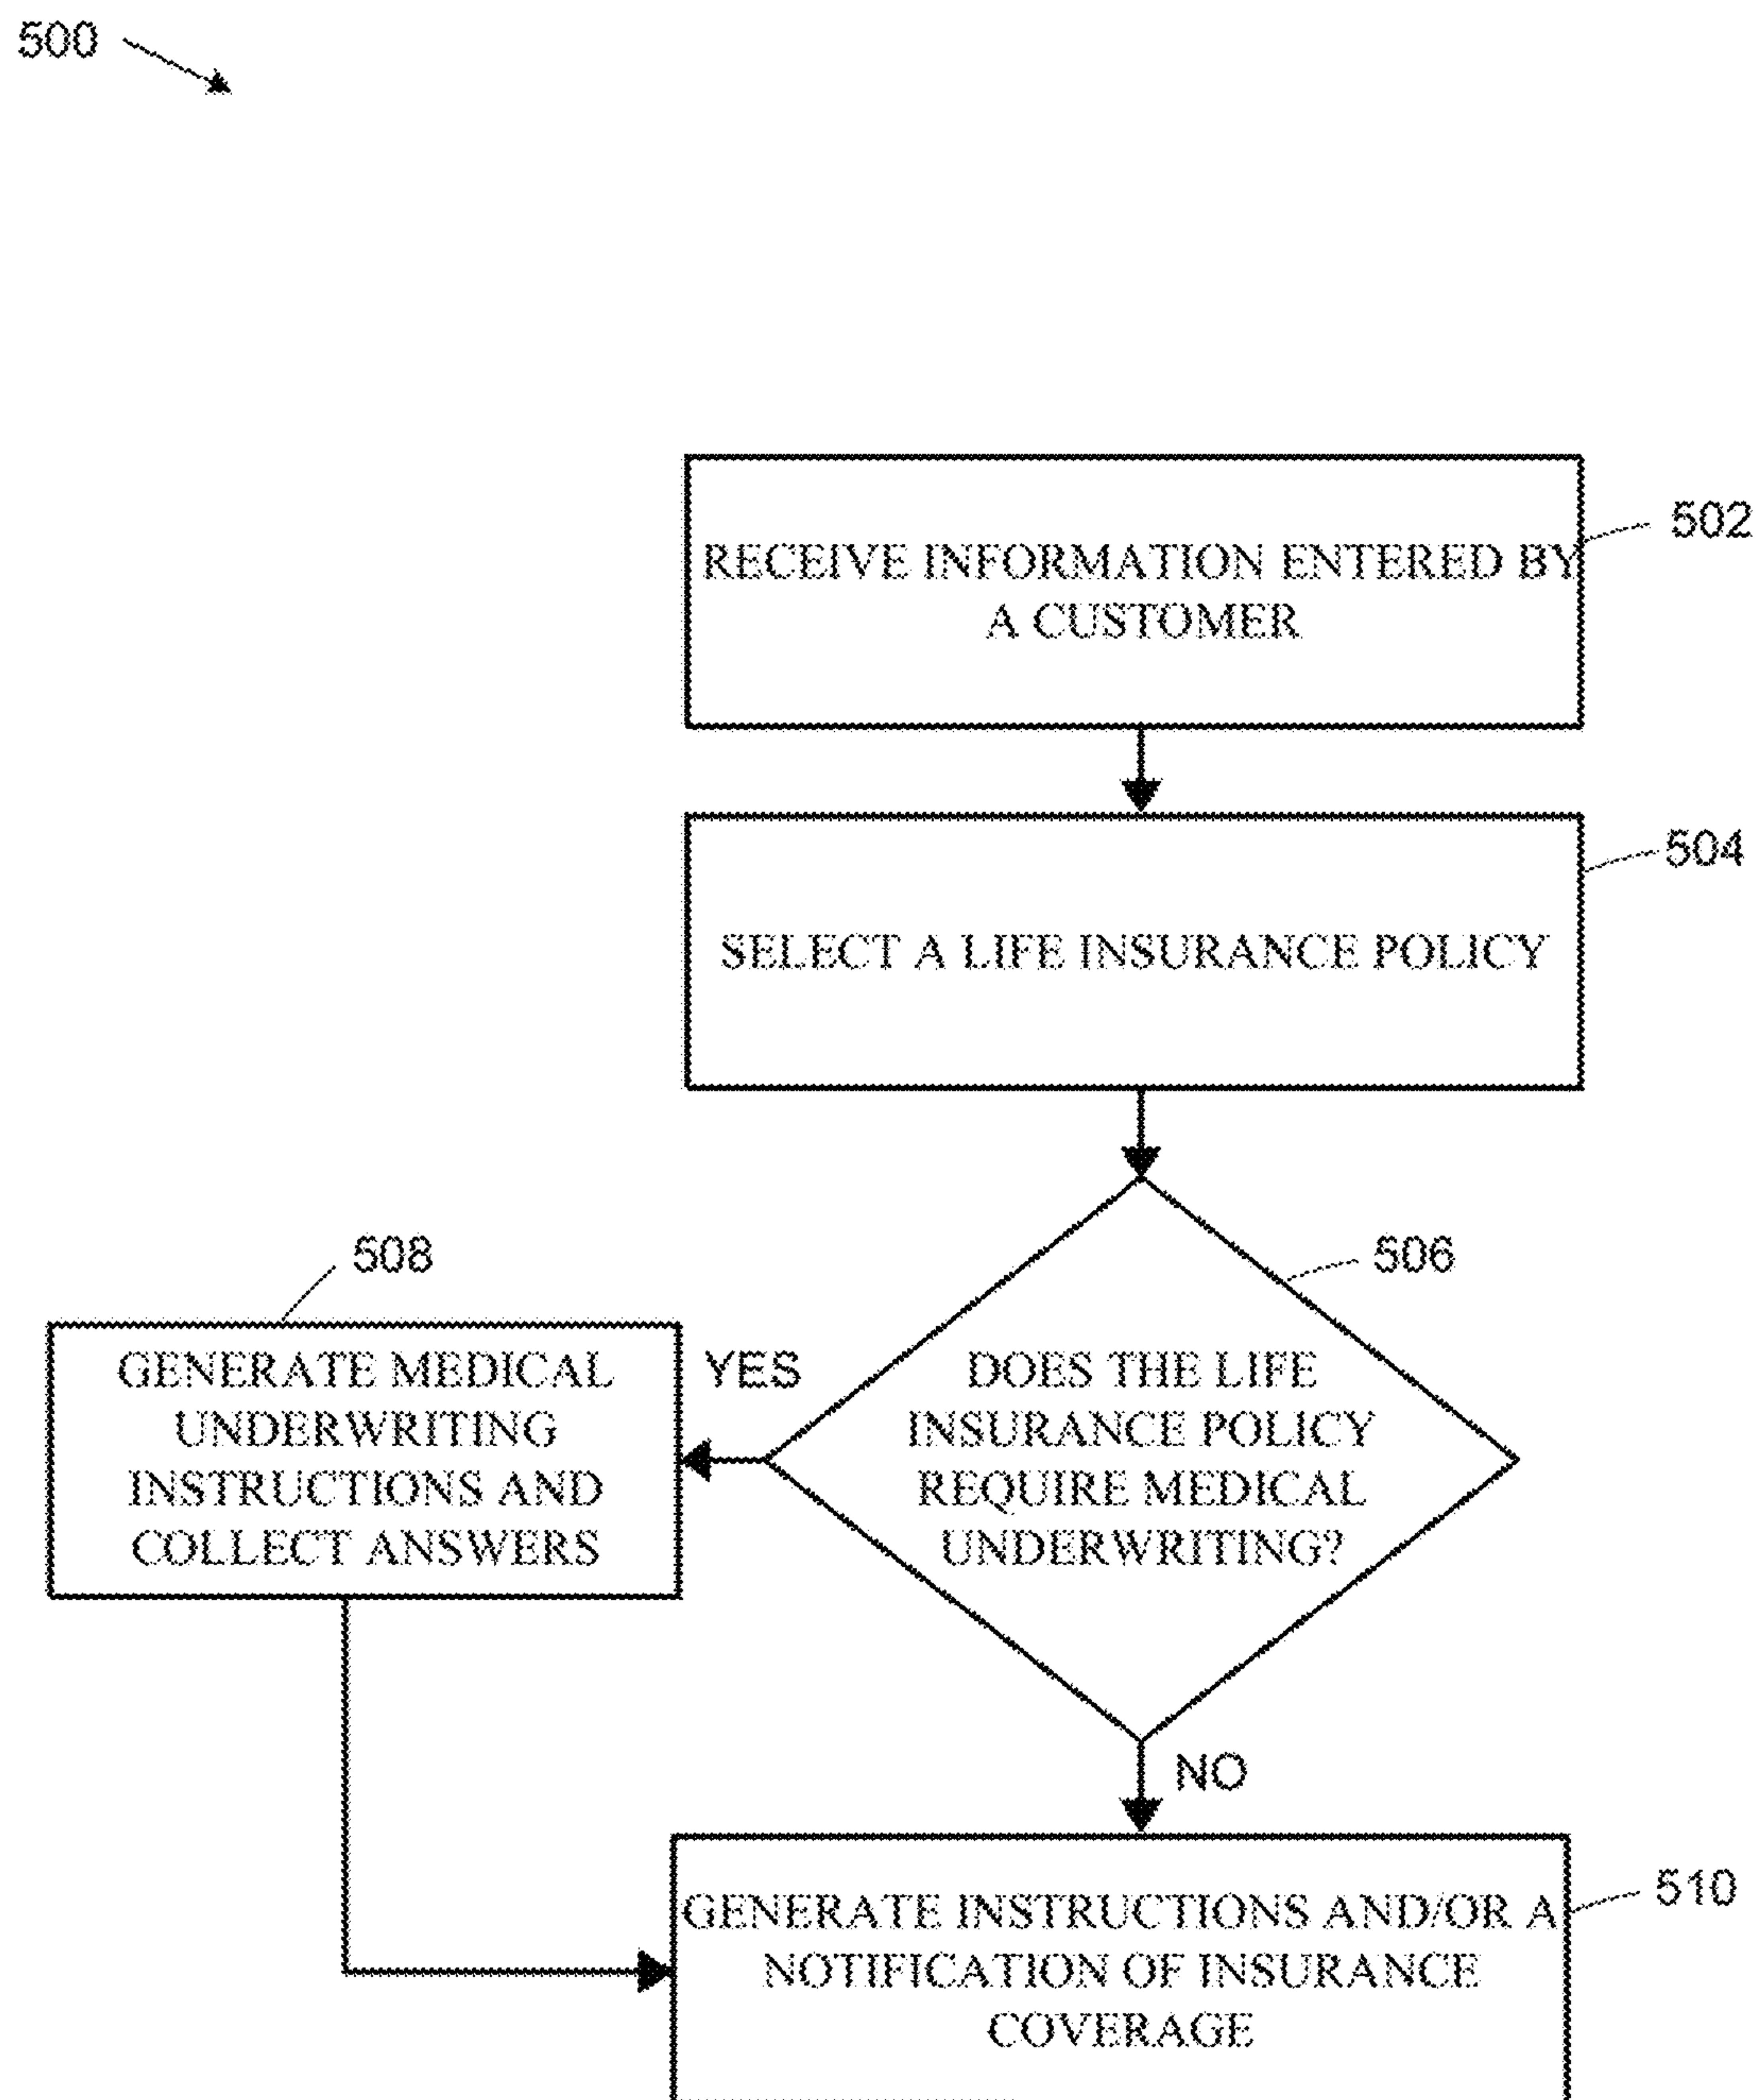 500
RECEIVE INFORMATION ENTERED BY
A CUSTOMER
502
SELECT A LIFE INSURANCE POLICY
504
DOES THE LIFE
INSURANCE POLICY
REQUIRE MEDICAL
UNDERWRITING?
506
YES
508
GENERATE MEDICAL
UNDERWRITING
INSTRUCTIONS AND
COLLECT ANSWERS
NO
GENERATE INSTRUCTIONS AND/OR A
NOTIFICATION OF INSURANCE
COVERAGE
510